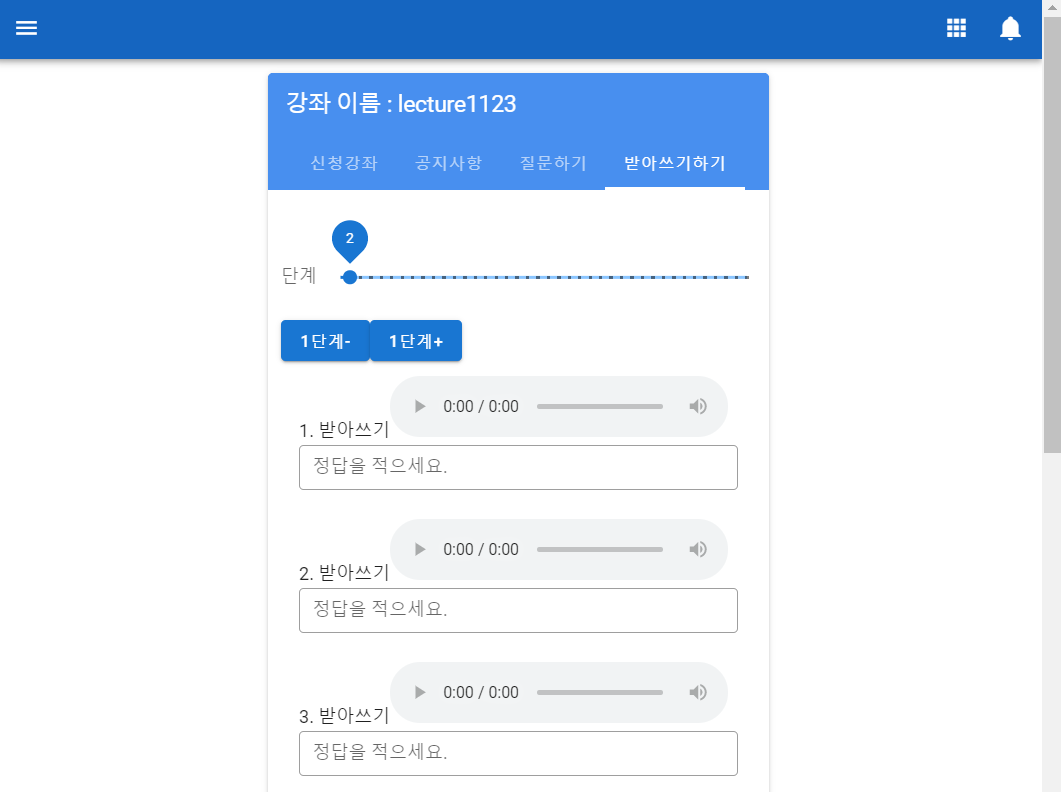 강좌 이름 : lecture1123
신청강좌 공지사항 질문하기 받아쓰기하기
2
단계
1단계- 1단계+
0:00 / 0:00
1. 받아쓰기
정답을 적으세요.
0:00 / 0:00
2. 받아쓰기
정답을 적으세요.
0:00 / 0:00
3. 받아쓰기
정답을 적으세요.